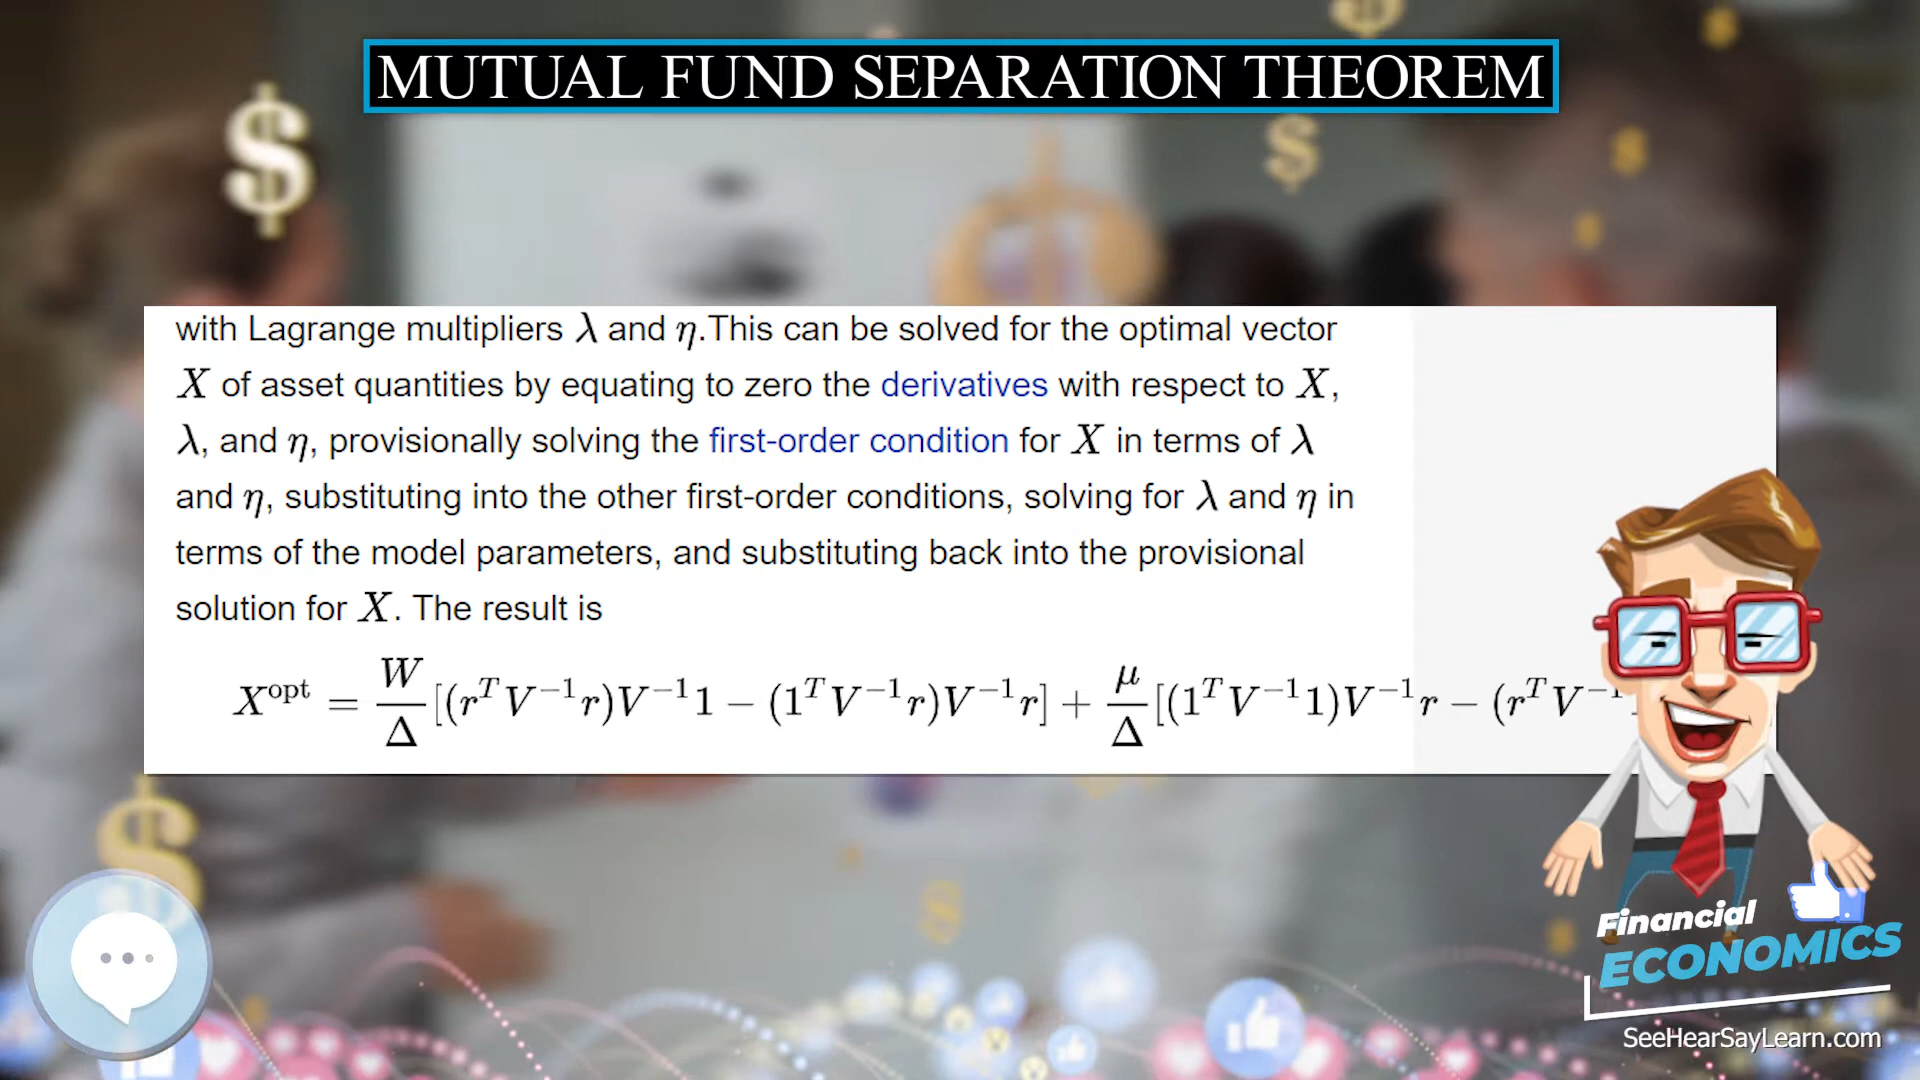 MUTUAL FUND SEPARATION THEOREM
with Lagrange multipliers λ and η.This can be solved for the optimal vector
X of asset quantities by equating to zero the derivatives with respect to X,
λ, and η, provisionally solving the first-order condition for X in terms of λ
and η, substituting into the other first-order conditions, solving for λ and η in
terms of the model parameters, and substituting back into the provisional
solution for X. The result is
X^opt = W/Δ [(r^T V^−1 r)V^−1 1 − (1^T V^−1 r)V^−1 r] + μ/Δ [(1^T V^−1 1)V^−1 r − (r^T V^−1
Financial
ECONOMICS
SeeHearSayLearn.com